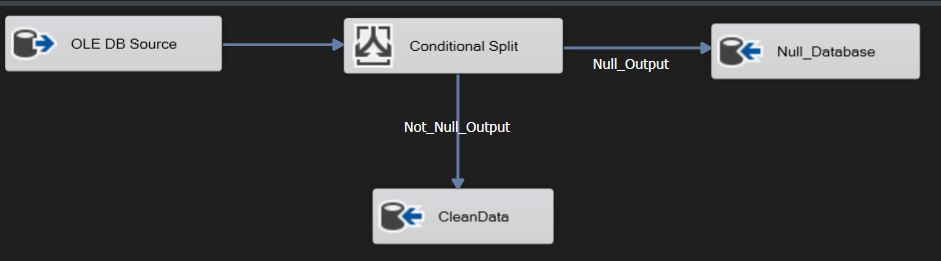 OLE DB Source
Conditional Split
Null_Database
Null_Output
Not_Null_Output
CleanData